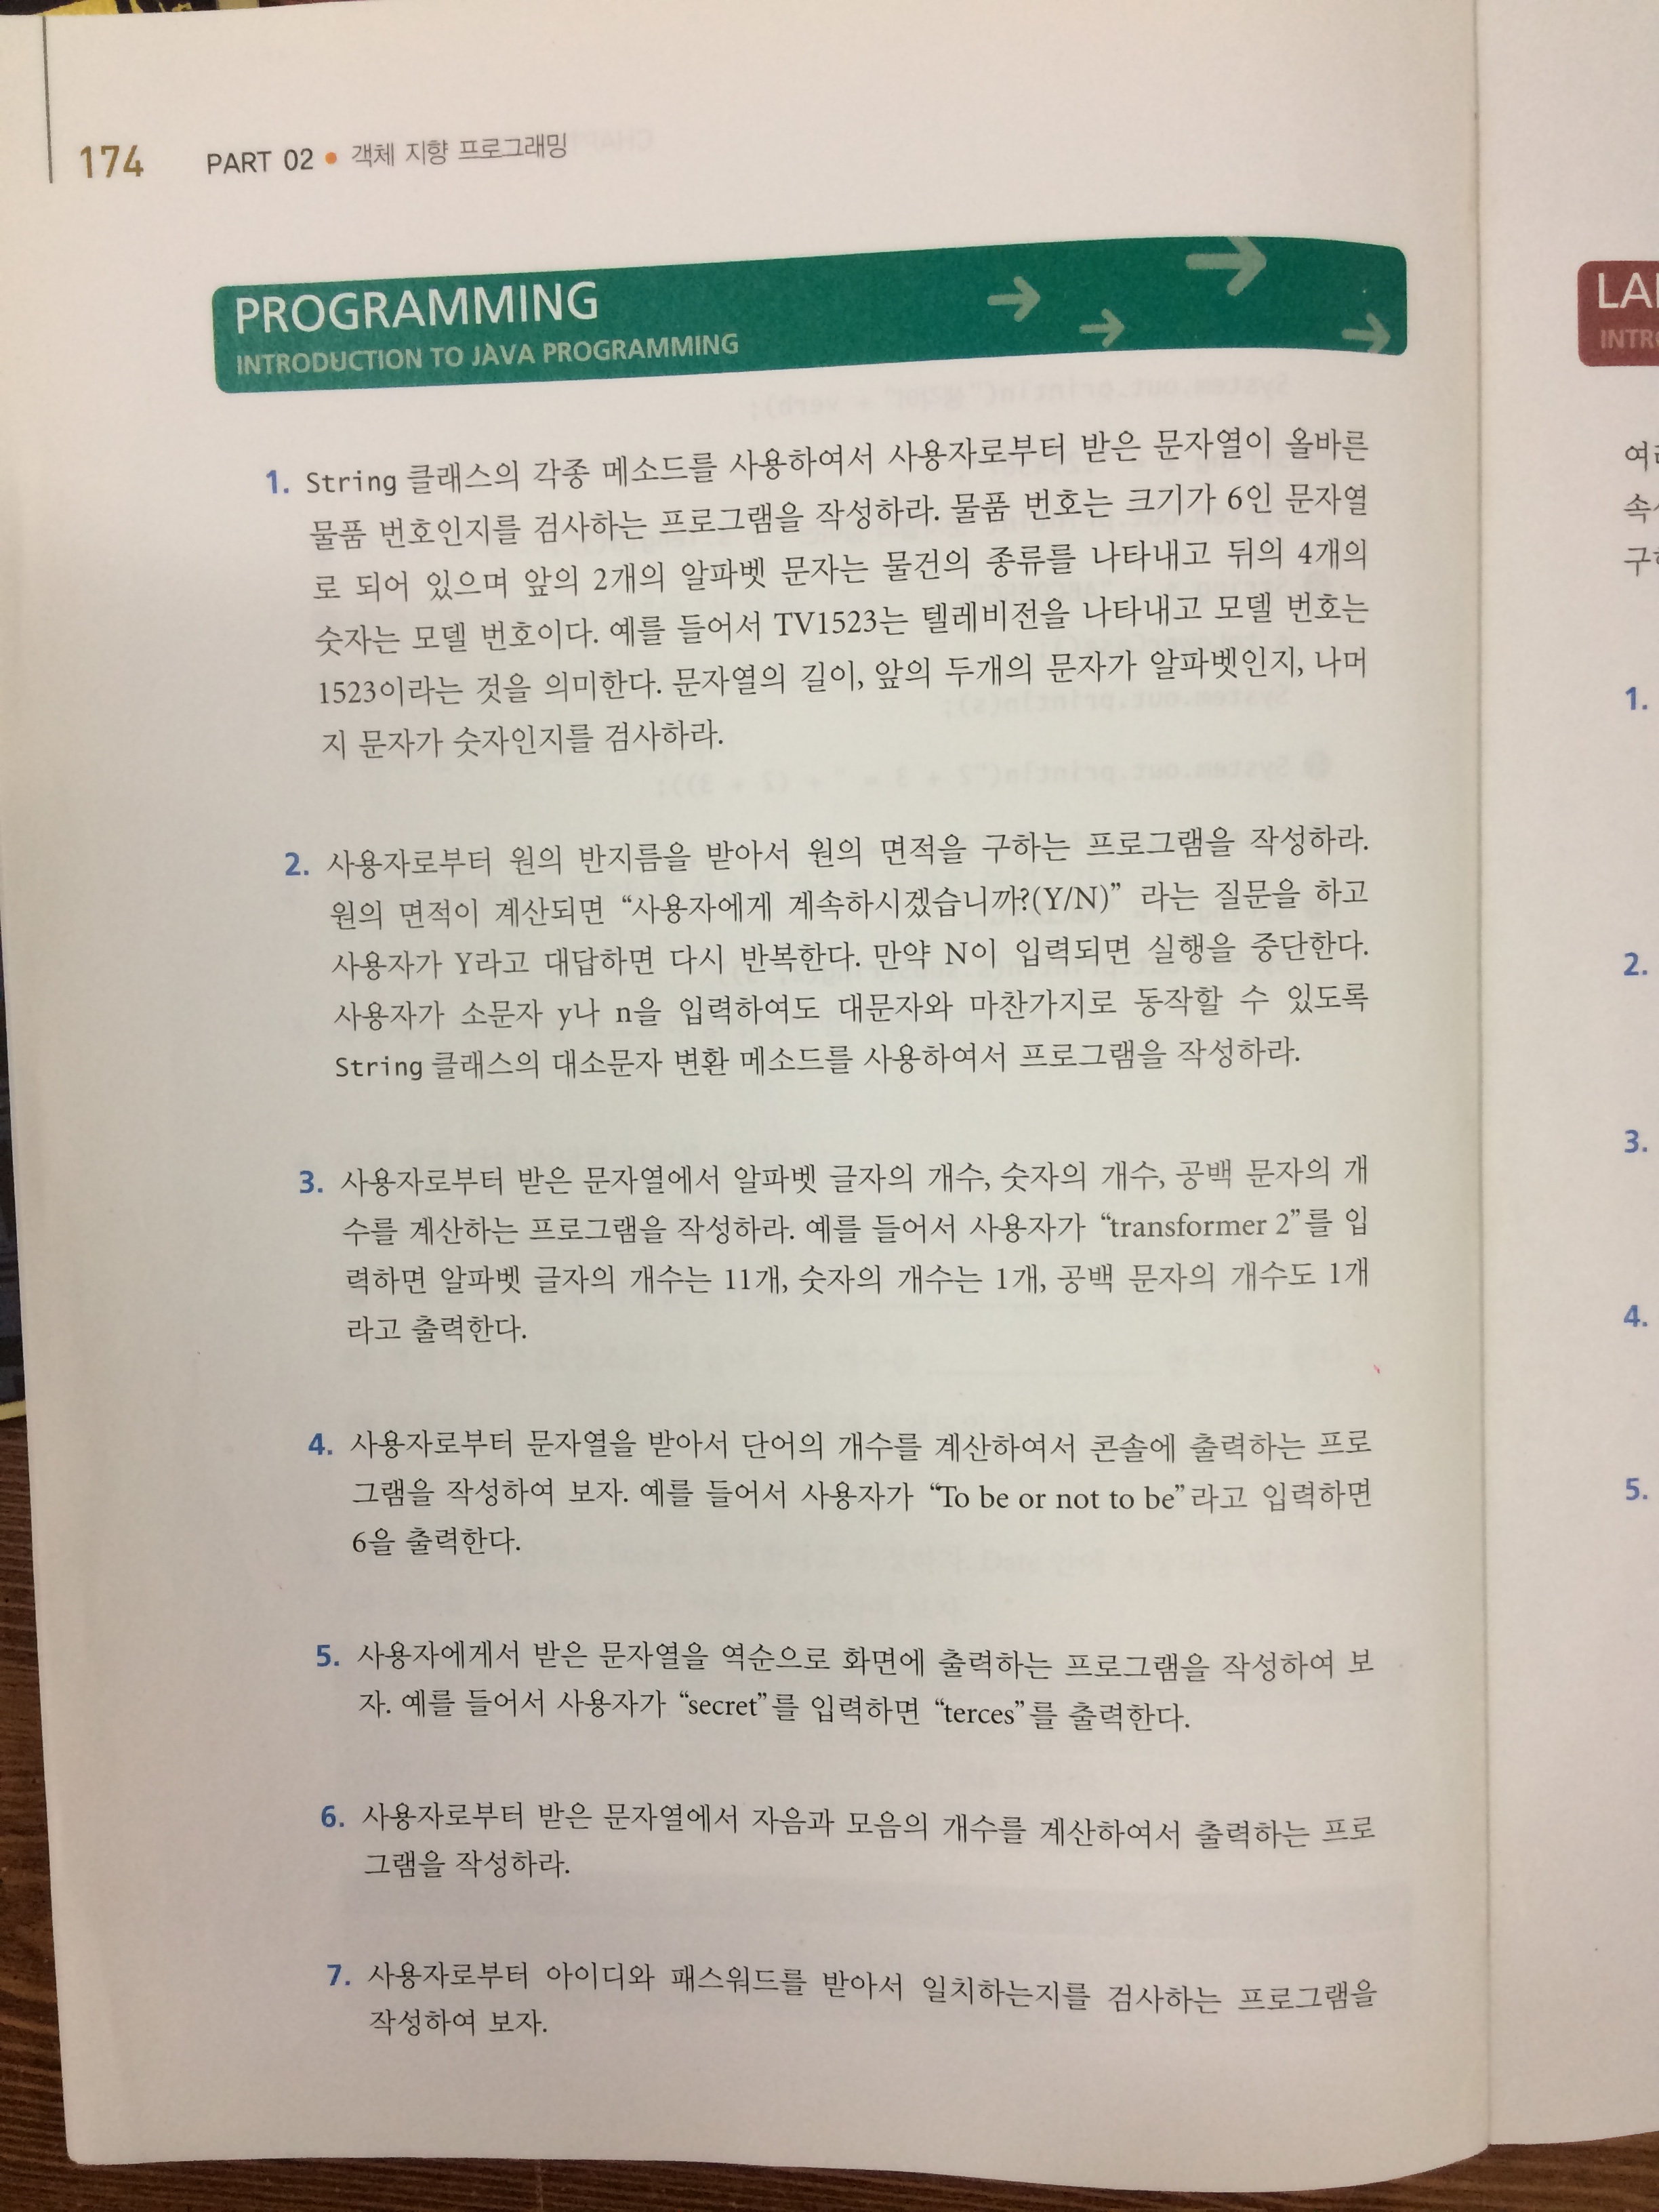 174 PART 02 • 객체 지향 프로그래밍
PROGRAMMING
INTRODUCTION TO JAVA PROGRAMMING
1. String 클래스의 각종 메소드를 사용하여서 사용자로부터 받은 문자열이 올바른
물품 번호인지를 검사하는 프로그램을 작성하라. 물품 번호는 크기가 6인 문자열
로 되어 있으며 앞의 2개의 알파벳 문자는 물건의 종류를 나타내고 뒤의 4개의
숫자는 모델 번호이다. 예를 들어서 TV1523는 텔레비전을 나타내고 모델 번호는
1523이라는 것을 의미한다. 문자열의 길이, 앞의 두개의 문자가 알파벳인지, 나머
지 문자가 숫자인지를 검사하라.
2. 사용자로부터 원의 반지름을 받아서 원의 면적을 구하는 프로그램을 작성하라.
원의 면적이 계산되면 “사용자에게 계속하시겠습니까?(Y/N)” 라는 질문을 하고
사용자가 Y라고 대답하면 다시 반복한다. 만약 N이 입력되면 실행을 중단한다.
사용자가 소문자 y나 n을 입력하여도 대문자와 마찬가지로 동작할 수 있도록
String 클래스의 대소문자 변환 메소드를 사용하여서 프로그램을 작성하라.
3. 사용자로부터 받은 문자열에서 알파벳 글자의 개수, 숫자의 개수, 공백 문자의 개
수를 계산하는 프로그램을 작성하라. 예를 들어서 사용자가 “transformer 2”를 입
력하면 알파벳 글자의 개수는 11개, 숫자의 개수는 1개, 공백 문자의 개수도 1개
라고 출력한다.
4. 사용자로부터 문자열을 받아서 단어의 개수를 계산하여서 콘솔에 출력하는 프로
그램을 작성하여 보자. 예를 들어서 사용자가 “To be or not to be”라고 입력하면
6을 출력한다.
5. 사용자에게서 받은 문자열을 역순으로 화면에 출력하는 프로그램을 작성하여 보
자. 예를 들어서 사용자가 “secret”를 입력하면 “terces”를 출력한다.
6. 사용자로부터 받은 문자열에서 자음과 모음의 개수를 계산하여서 출력하는 프로
그램을 작성하라.
7. 사용자로부터 아이디와 패스워드를 받아서 일치하는지를 검사하는 프로그램을
작성하여 보자.
1.
2.
3.
4.
5.